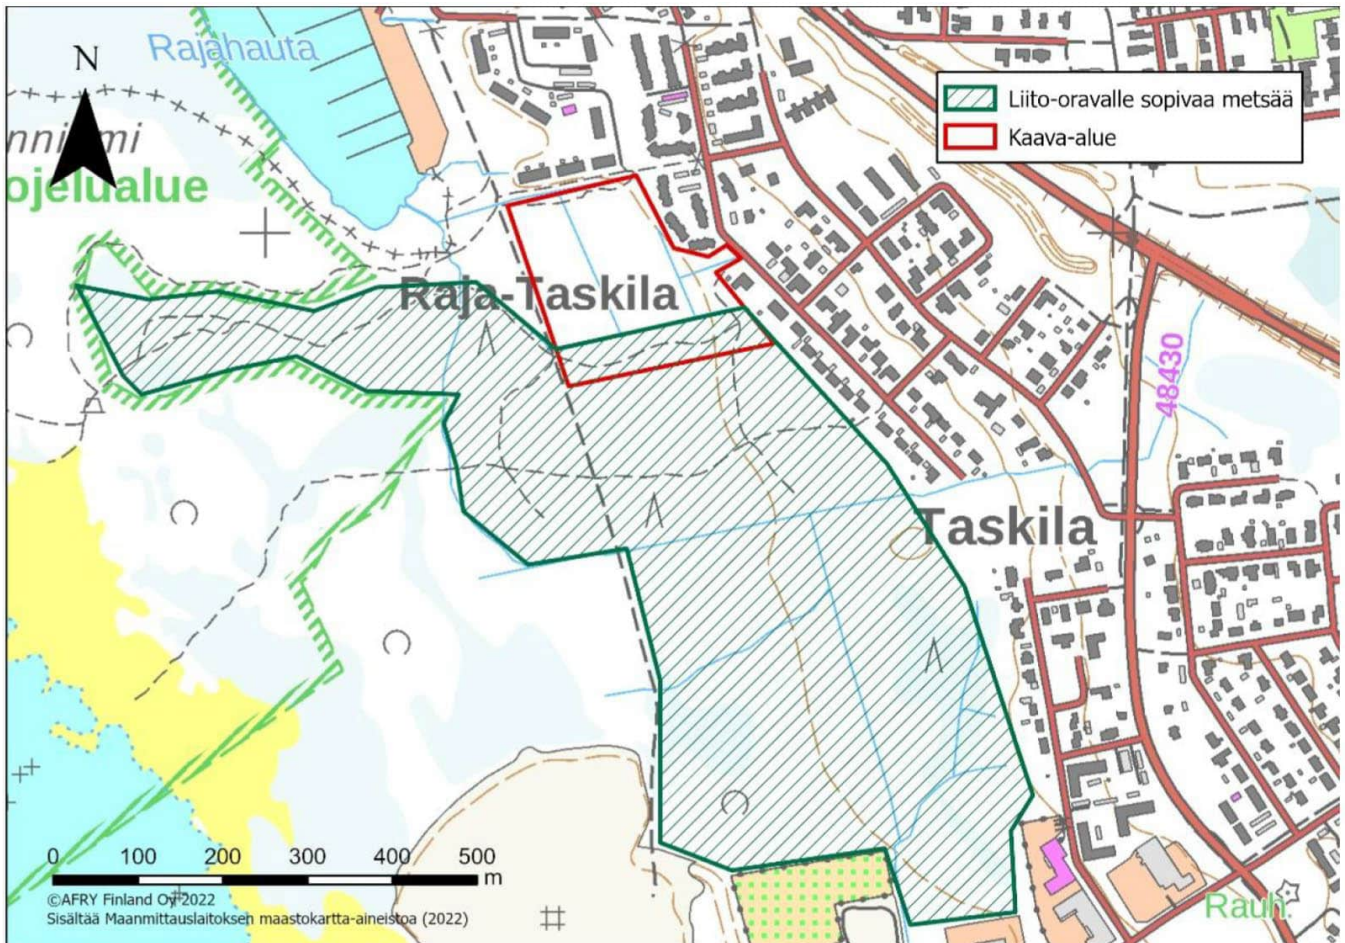 Rajahauta
N
nniemi
ojelualue
Liito-oravalle sopivaa metsää
Kaava-alue
Raja-Taskila
48430
Taskila
0 100 200 300 400 500
m
©AFRY Finland Oy 2022
Sisältää Maanmittauslaitoksen maastokartta-aineistoa (2022)
Rauh